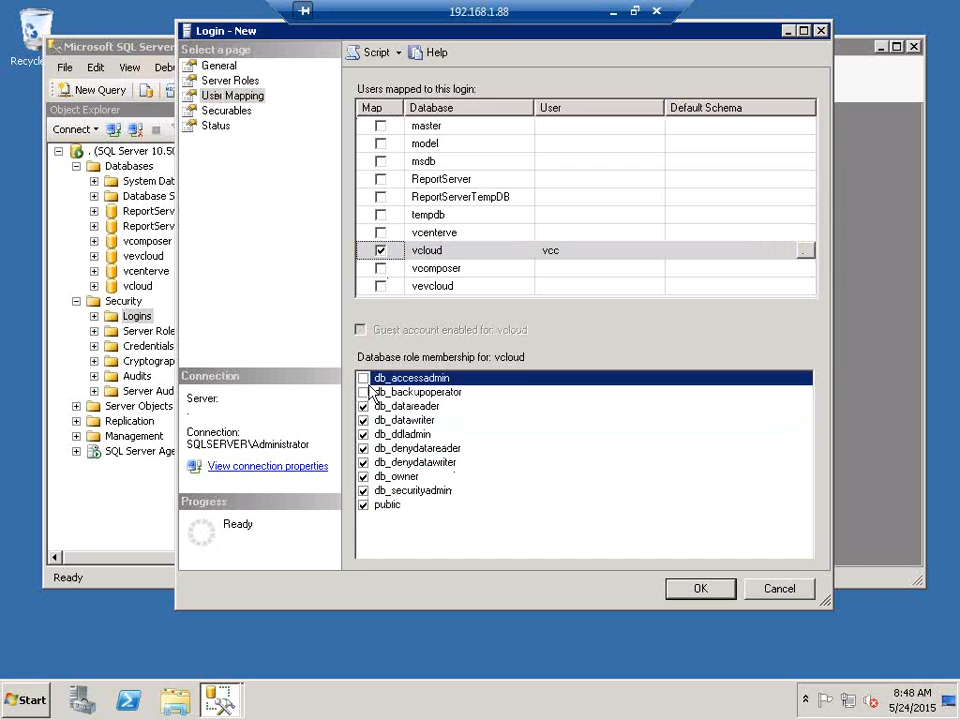 192.168.1.88
Recycle
Microsoft SQL Server
File Edit View Deb
New Query
Object Explorer
Connect
. (SQL Server 10.50
Databases
System Dat
Database S
ReportServ
ReportServ
vcomposer
vevcloud
vcenterve
vcloud
Security
Logins
Server Role
Credentials
Cryptograp
Audits
Server Aud
Server Objects
Replication
Management
SQL Server Age
Ready
Login - New
Select a page
General
Server Roles
User Mapping
Securables
Status
Connection
Server:
.
Connection:
SQLSERVER\Administrator
View connection properties
Progress
Ready
Script Help
Users mapped to this login:
Map Database User Default Schema
master
model
msdb
ReportServer
ReportServerTempDB
tempdb
vcenterve
vcloud vcc
vcomposer
vevcloud
Guest account enabled for: vcloud
Database role membership for: vcloud
db_accessadmin
db_backupoperator
db_datareader
db_datawriter
db_ddladmin
db_denydatareader
db_denydatawriter
db_owner
db_securityadmin
public
OK Cancel
Start
8:48 AM
5/24/2015